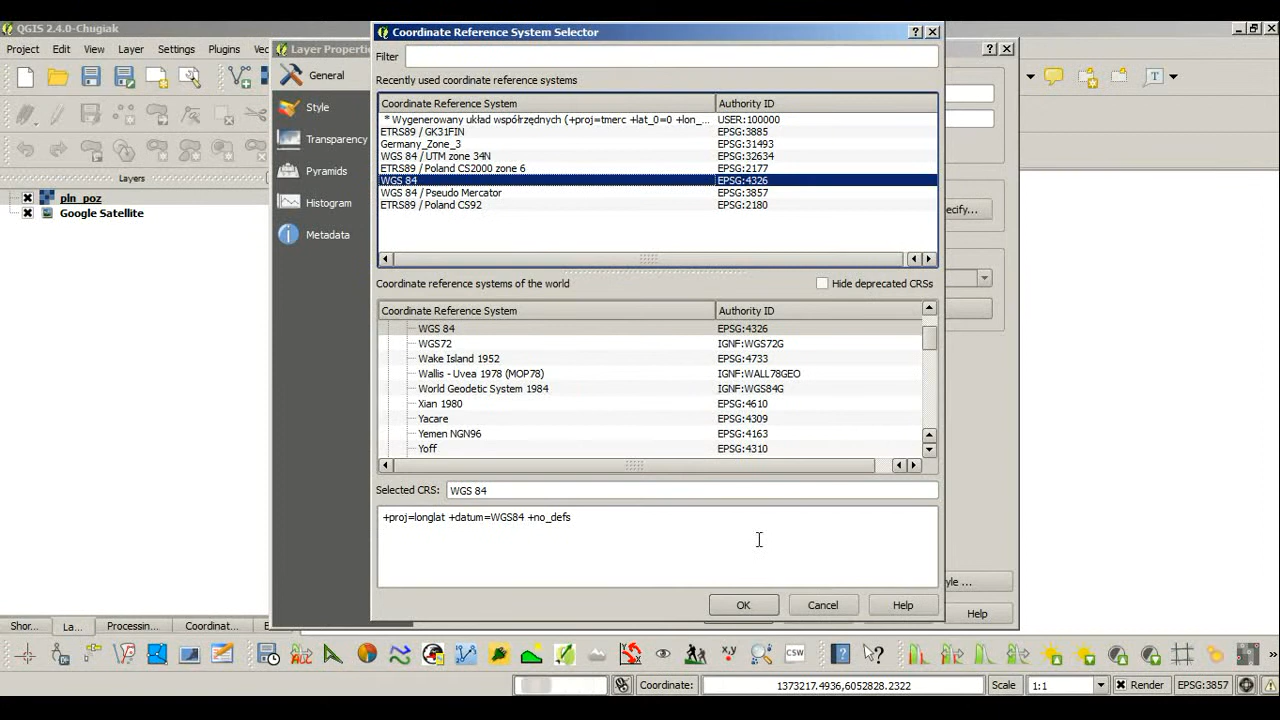 QGIS 2.4.0-Chugiak
Project Edit View Layer Settings Plugins
Layers
pln_poz
Google Satellite
General
Style
Transparency
Pyramids
Histogram
Metadata
Coordinate Reference System Selector
Filter
Recently used coordinate reference systems
Coordinate Reference System Authority ID
* Wygenerowany układ współrzędnych (+proj=tmerc +lat_0=0 +lon_... USER:100000
ETRS89 / GK31FIN EPSG:3885
Germany_Zone_3 EPSG:31493
WGS 84 / UTM zone 34N EPSG:32634
ETRS89 / Poland CS2000 zone 6 EPSG:2177
WGS 84 EPSG:4326
WGS 84 / Pseudo Mercator EPSG:3857
ETRS89 / Poland CS92 EPSG:2180
Coordinate reference systems of the world Hide deprecated CRSs
Coordinate Reference System Authority ID
WGS 84 EPSG:4326
WGS72 IGNF:WGS72G
Wake Island 1952 EPSG:4733
Wallis - Uvea 1978 (MOP78) IGNF:WALL78GEO
World Geodetic System 1984 IGNF:WGS84G
Xian 1980 EPSG:4610
Yacare EPSG:4309
Yemen NGN96 EPSG:4163
Yoff EPSG:4310
Selected CRS: WGS 84
+proj=longlat +datum=WGS84 +no_defs
OK Cancel Help
Help
Shor... La... Processin... Coordinat...
CSW
Coordinate: 1373217.4936,6052828.2322 Scale 1:1 Render EPSG:3857